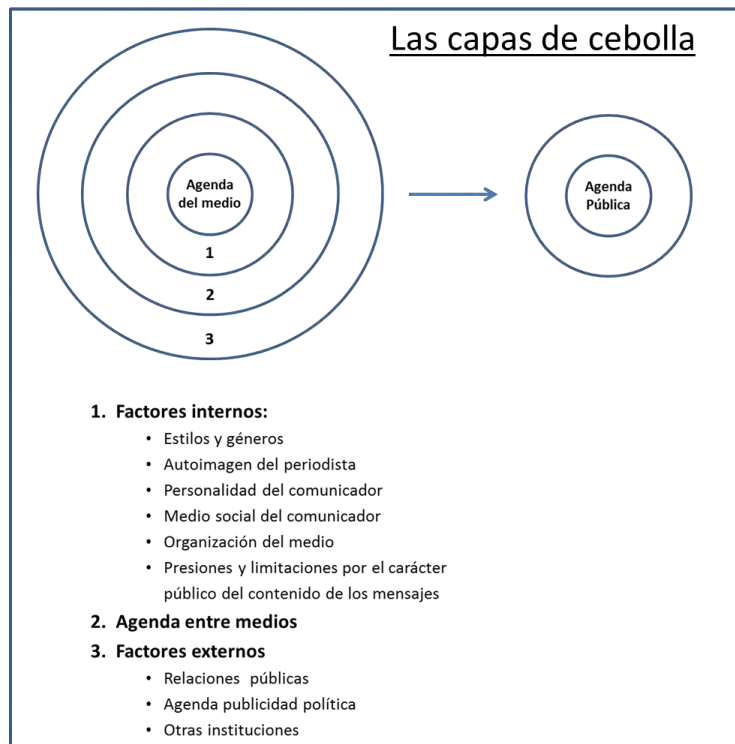 Las capas de cebolla
Agenda
del medio
1
2
3
Agenda
Pública
1. Factores internos:
• Estilos y géneros
• Autoimagen del periodista
• Personalidad del comunicador
• Medio social del comunicador
• Organización del medio
• Presiones y limitaciones por el carácter
público del contenido de los mensajes
2. Agenda entre medios
3. Factores externos
• Relaciones públicas
• Agenda publicidad política
• Otras instituciones